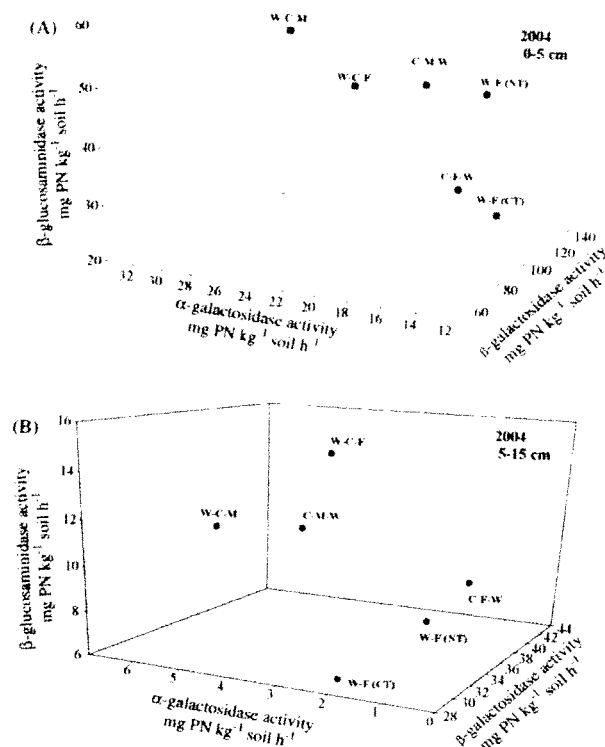 (A)
2004
0-5 cm
60
50
40
30
20
β-glucosaminidase activity
mg PN kg⁻¹ soil h⁻¹
W-C-M
W-C-F
C-M-W
W-F (ST)
C-F-W
W-F (CT)
32 30 28 26 24 22 20 18 16 14 12
α-galactosidase activity
mg PN kg⁻¹ soil h⁻¹
60 80 100 120 140
β-galactosidase activity
mg PN kg⁻¹ soil h⁻¹
(B)
2004
5-15 cm
16
14
12
10
8
6
β-glucosaminidase activity
mg PN kg⁻¹ soil h⁻¹
W-C-F
W-C-M
C-M-W
C-F-W
W-F (NT)
W-F (CT)
6 5 4 3 2 1 0
α-galactosidase activity
mg PN kg⁻¹ soil h⁻¹
28 30 32 34 36 38 40 42 44
β-galactosidase activity
mg PN kg⁻¹ soil h⁻¹